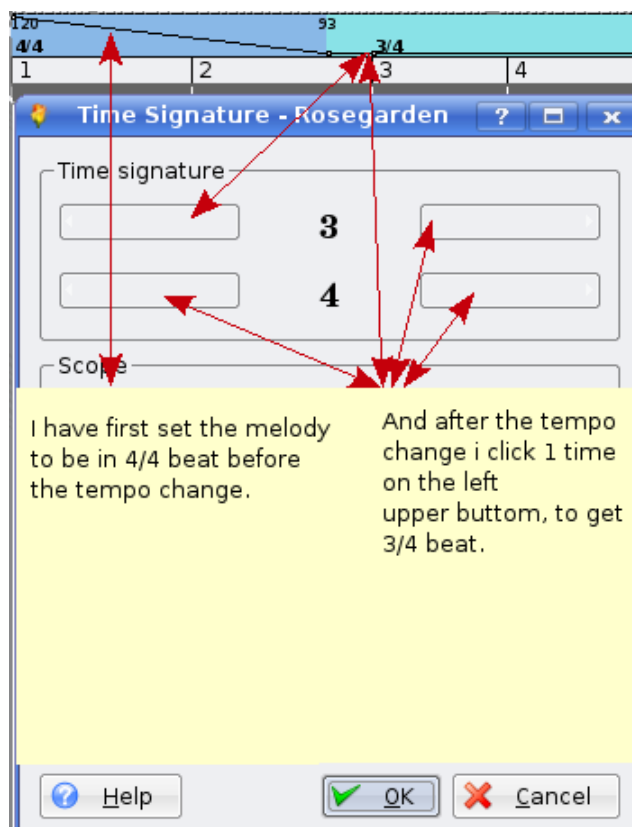 120 93
4/4 3/4
1 2 3 4
Time Signature - Rosegarden ?
Time signature
3
4
Scope
I have first set the melody
to be in 4/4 beat before
the tempo change.
And after the tempo
change i click 1 time
on the left
upper buttom, to get
3/4 beat.
Help OK Cancel